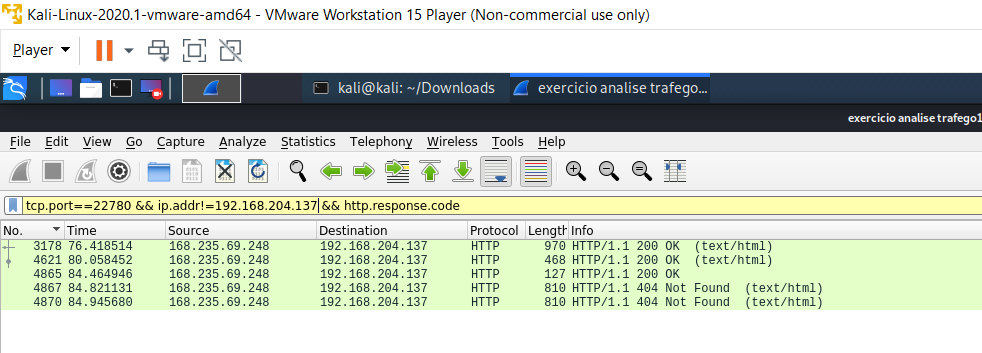 Kali-Linux-2020.1-vmware-amd64 - VMware Workstation 15 Player (Non-commercial use only)
Player
kali@kali: ~/Downloads
exercicio analise trafego...
exercicio analise trafego1
File Edit View Go Capture Analyze Statistics Telephony Wireless Tools Help
tcp.port==22780 && ip.addr!=192.168.204.137 && http.response.code
No. Time Source Destination Protocol Length Info
3178 76.418514 168.235.69.248 192.168.204.137 HTTP 970 HTTP/1.1 200 OK (text/html)
4621 80.058452 168.235.69.248 192.168.204.137 HTTP 468 HTTP/1.1 200 OK (text/html)
4865 84.464946 168.235.69.248 192.168.204.137 HTTP 127 HTTP/1.1 200 OK
4867 84.821131 168.235.69.248 192.168.204.137 HTTP 810 HTTP/1.1 404 Not Found (text/html)
4870 84.945680 168.235.69.248 192.168.204.137 HTTP 810 HTTP/1.1 404 Not Found (text/html)